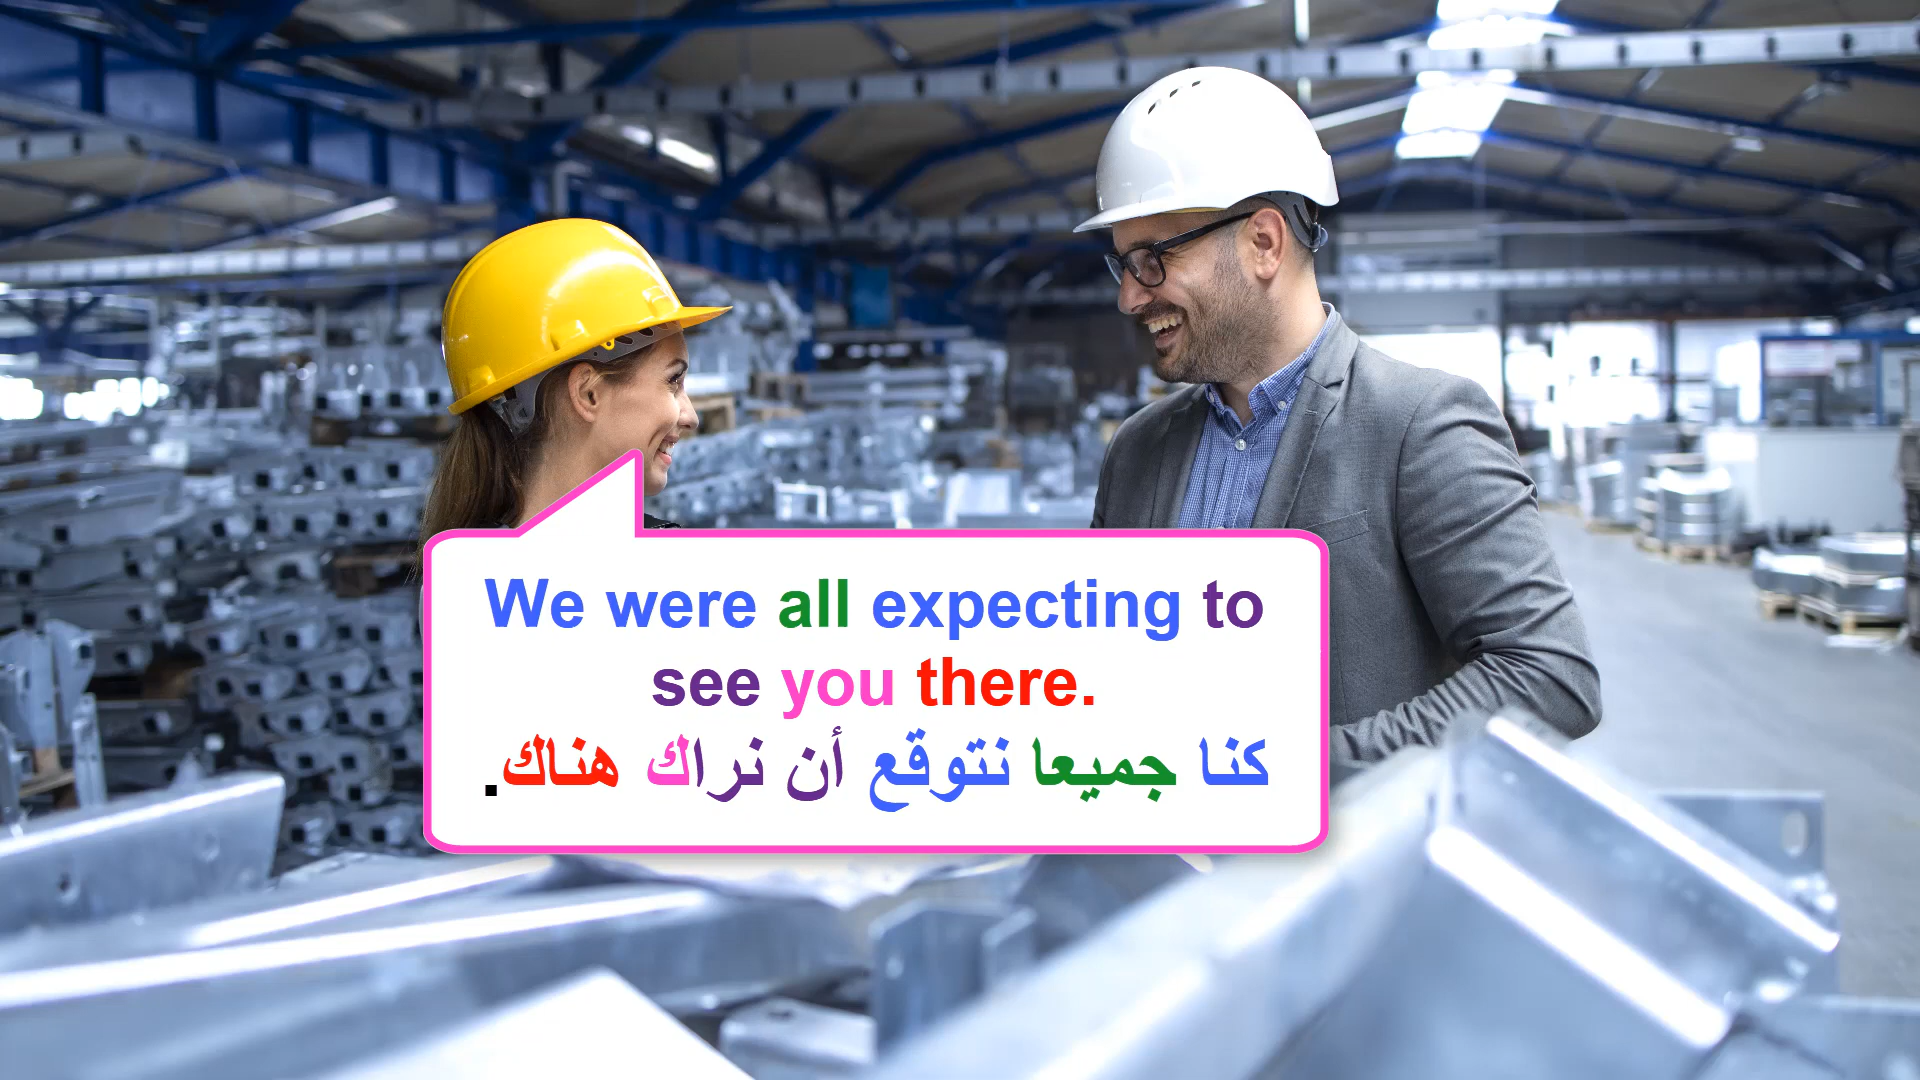 We were all expecting to
see you there.
كنا جميعا نتوقع أن نراك هناك.